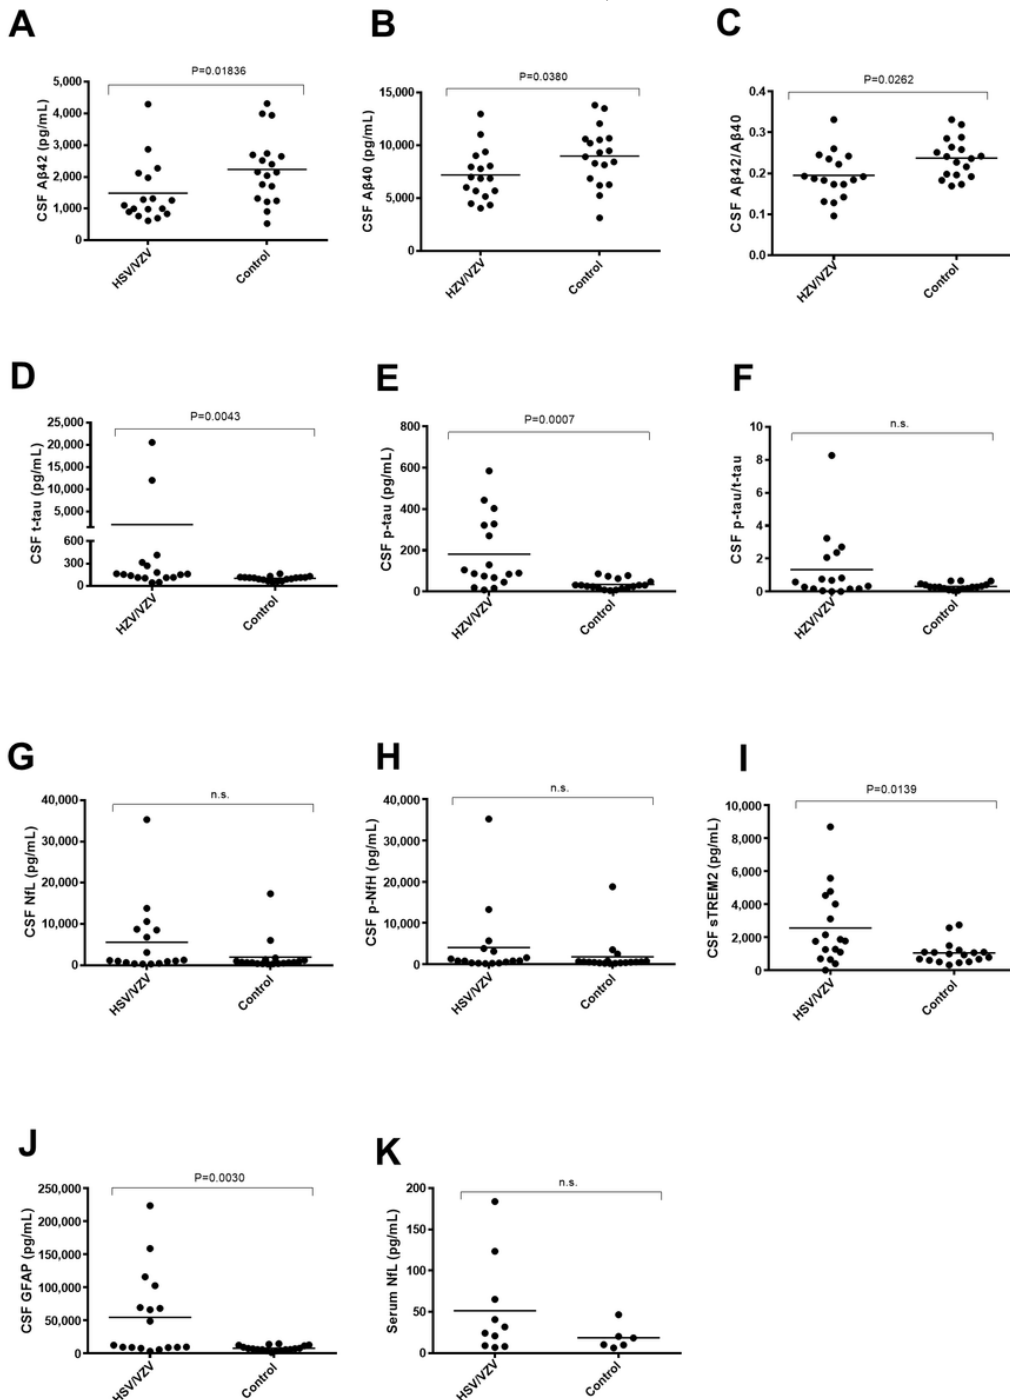 A
P=0.01836
CSF Aβ42 (pg/mL)
5,000
4,000
3,000
2,000
1,000
0
HSV/VZV
Control
B
P=0.0380
CSF Aβ40 (pg/mL)
15,000
10,000
5,000
0
HZV/VZV
Control
C
P=0.0262
CSF Aβ42/Aβ40
0.4
0.3
0.2
0.1
0.0
HZV/VZV
Control
D
P=0.0043
CSF t-tau (pg/mL)
25,000
20,000
15,000
10,000
5,000
600
300
0
HZV/VZV
Control
E
P=0.0007
CSF p-tau (pg/mL)
800
600
400
200
0
HZV/VZV
Control
F
n.s.
CSF p-tau/t-tau
10
8
6
4
2
0
HZV/VZV
Control
G
n.s.
CSF NfL (pg/mL)
40,000
30,000
20,000
10,000
0
HSV/VZV
Control
H
n.s.
CSF p-NfH (pg/mL)
40,000
30,000
20,000
10,000
0
HSV/VZV
Control
I
P=0.0139
CSF sTREM2 (pg/mL)
10,000
8,000
6,000
4,000
2,000
0
HSV/VZV
Control
J
P=0.0030
CSF GFAP (pg/mL)
250,000
200,000
150,000
100,000
50,000
0
HSV/VZV
Control
K
n.s.
Serum NfL (pg/mL)
200
150
100
50
0
HSV/VZV
Control